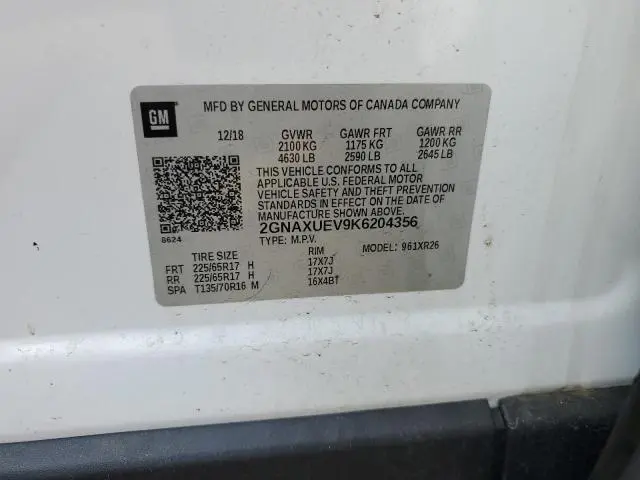 GM
MFD BY GENERAL MOTORS OF CANADA COMPANY
12/18 GVWR GAWR FRT GAWR RR
2100 KG 1175 KG 1200 KG
4630 LB 2590 LB 2645 LB
THIS VEHICLE CONFORMS TO ALL
APPLICABLE U.S. FEDERAL MOTOR
VEHICLE SAFETY AND THEFT PREVENTION
STANDARDS IN EFFECT ON THE DATE OF
MANUFACTURE SHOWN ABOVE.
8624 2GNAXUEV9K6204356
TYPE: M.P.V. MODEL: 961XR26
TIRE SIZE RIM
FRT 225/65R17 H 17X7J
RR 225/65R17 H 17X7J
SPA T135/70R16 M 16X4BT